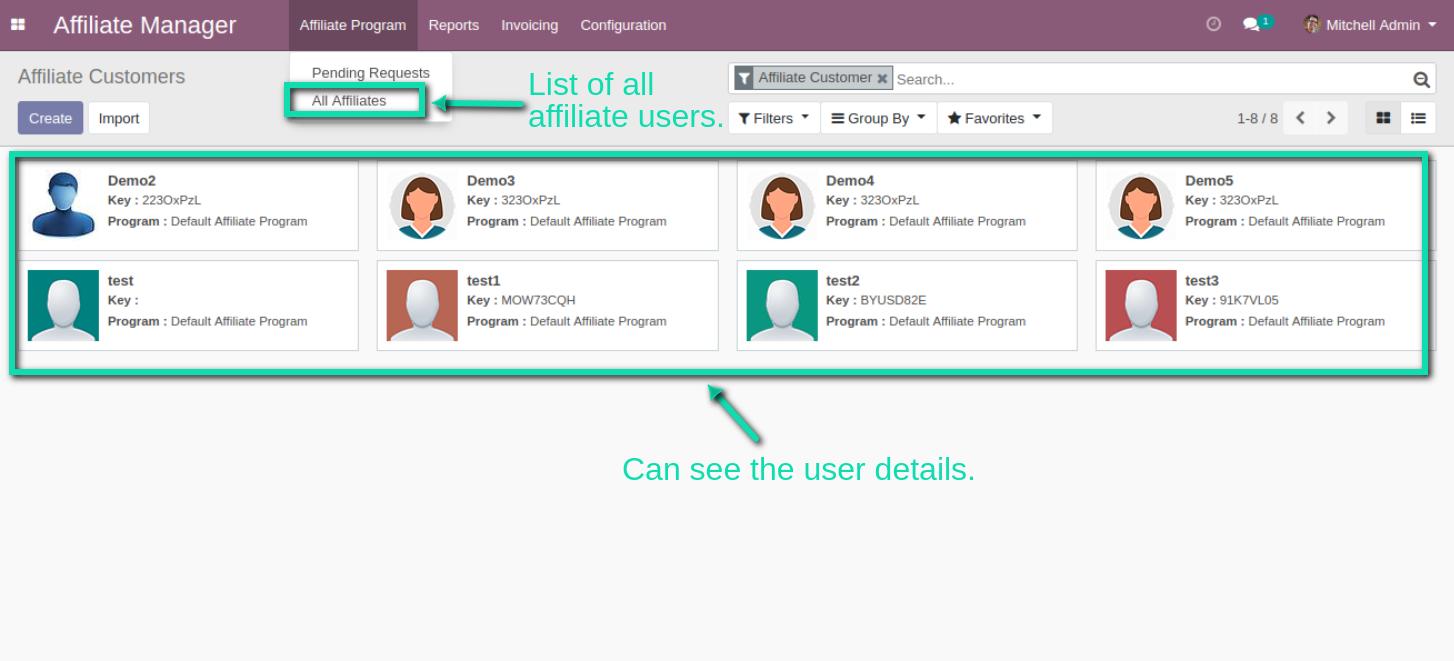 Affiliate Manager Affiliate Program Reports Invoicing Configuration 1 Mitchell Admin
Affiliate Customers
Pending Requests
All Affiliates
List of all
affiliate users.
Affiliate Customer Search...
Create Import
Filters Group By Favorites 1-8 / 8
Demo2
Key : 223OxPzL
Program : Default Affiliate Program
Demo3
Key : 323OxPzL
Program : Default Affiliate Program
Demo4
Key : 323OxPzL
Program : Default Affiliate Program
Demo5
Key : 323OxPzL
Program : Default Affiliate Program
test
Key :
Program : Default Affiliate Program
test1
Key : MOW73CQH
Program : Default Affiliate Program
test2
Key : BYUSD82E
Program : Default Affiliate Program
test3
Key : 91K7VL05
Program : Default Affiliate Program
Can see the user details.